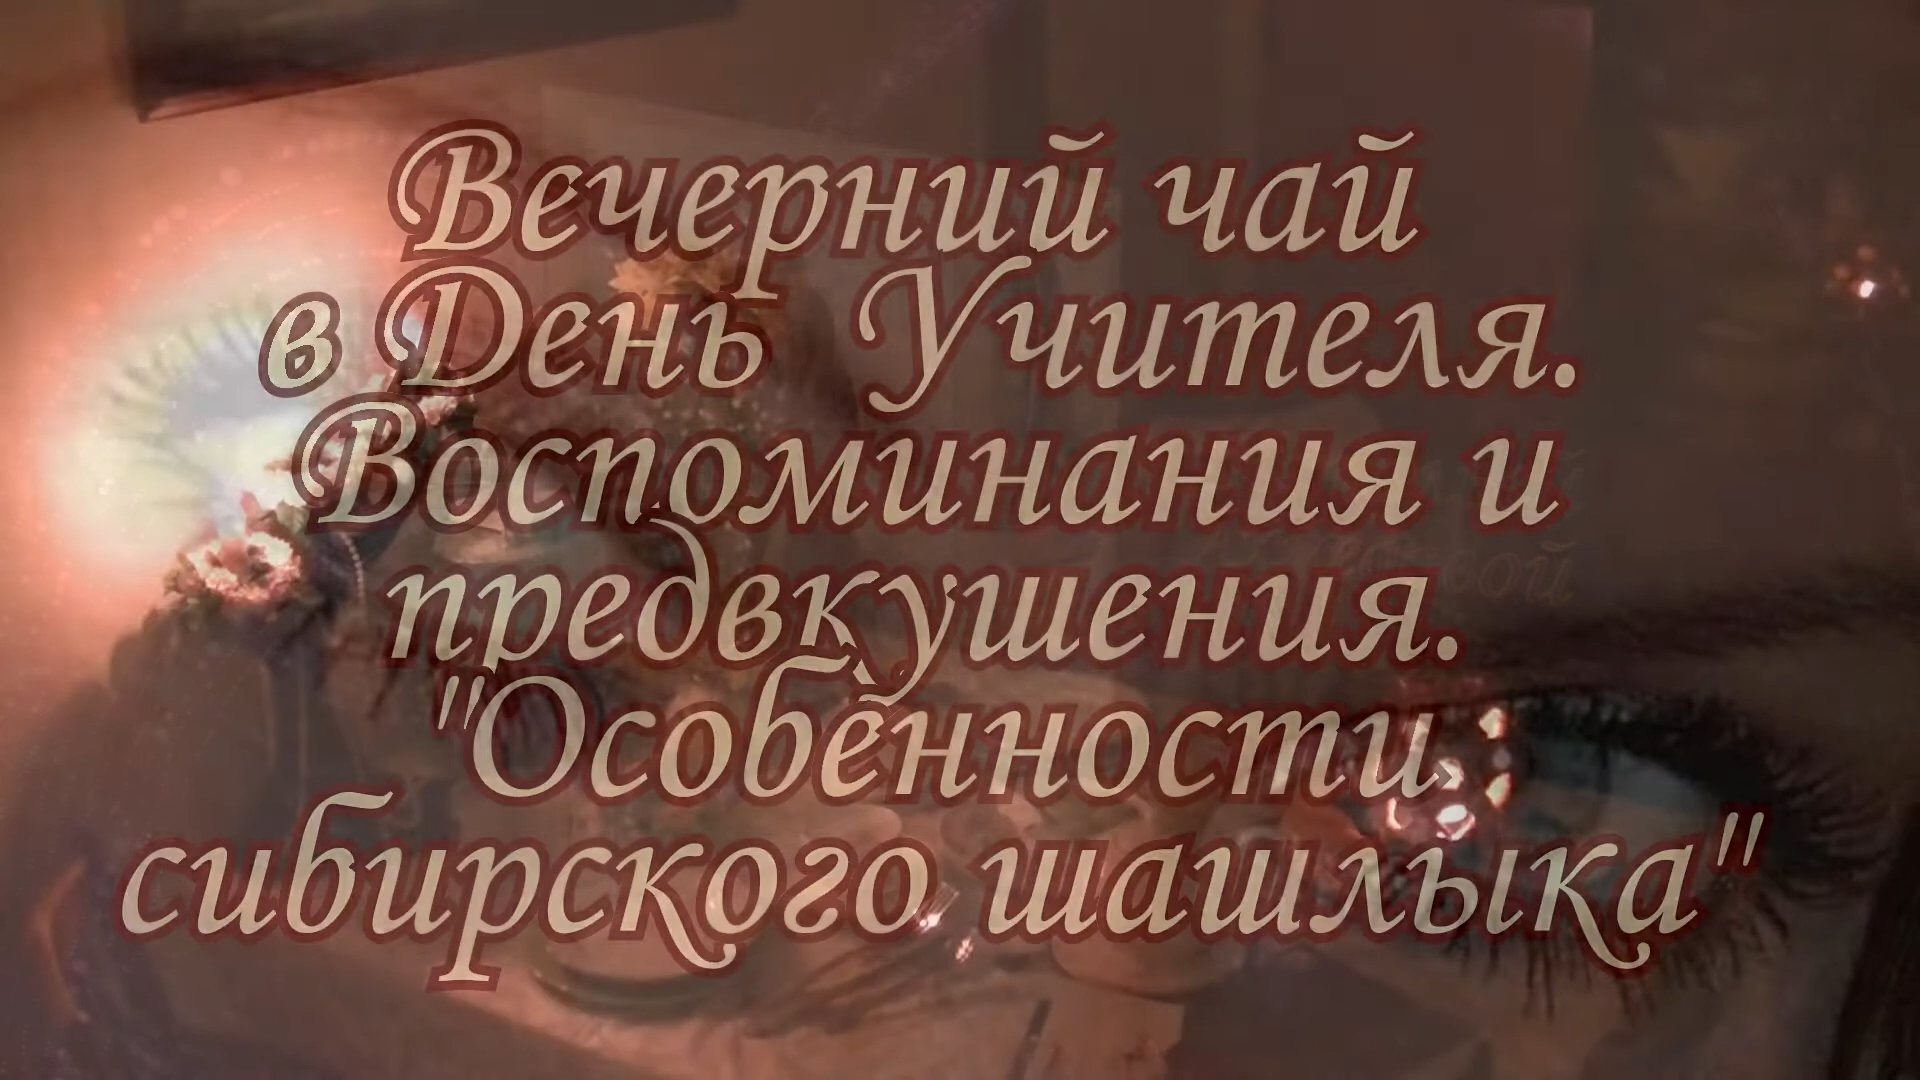 Вечерний чай
в День Учителя.
Воспоминания и
предвкушения.
"Особенности
сибирского шашлыка"